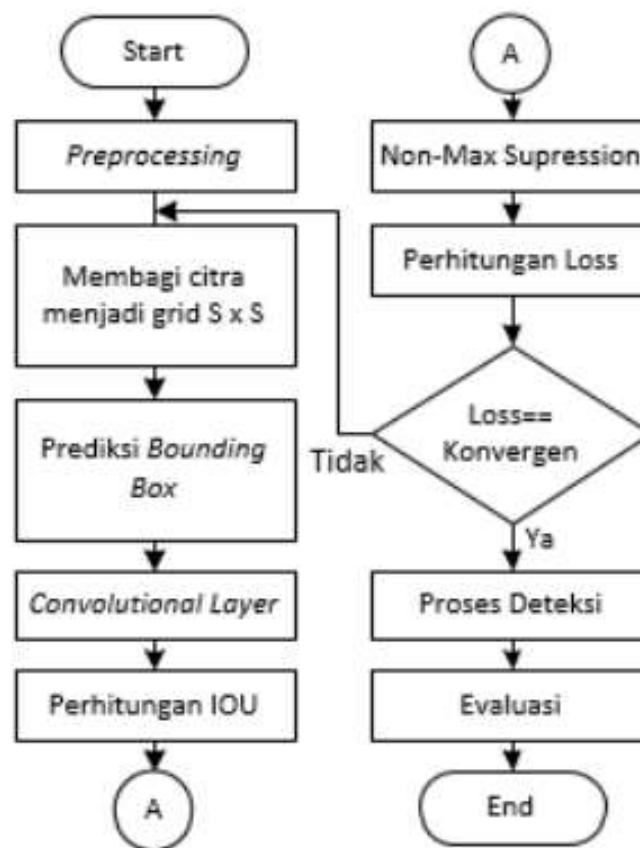 Start
Preprocessing
Membagi citra
menjadi grid S x S
Prediksi Bounding
Box
Convolutional Layer
Perhitungan IOU
A
A
Non-Max Supression
Perhitungan Loss
Loss==
Konvergen
Tidak
Ya
Proses Deteksi
Evaluasi
End